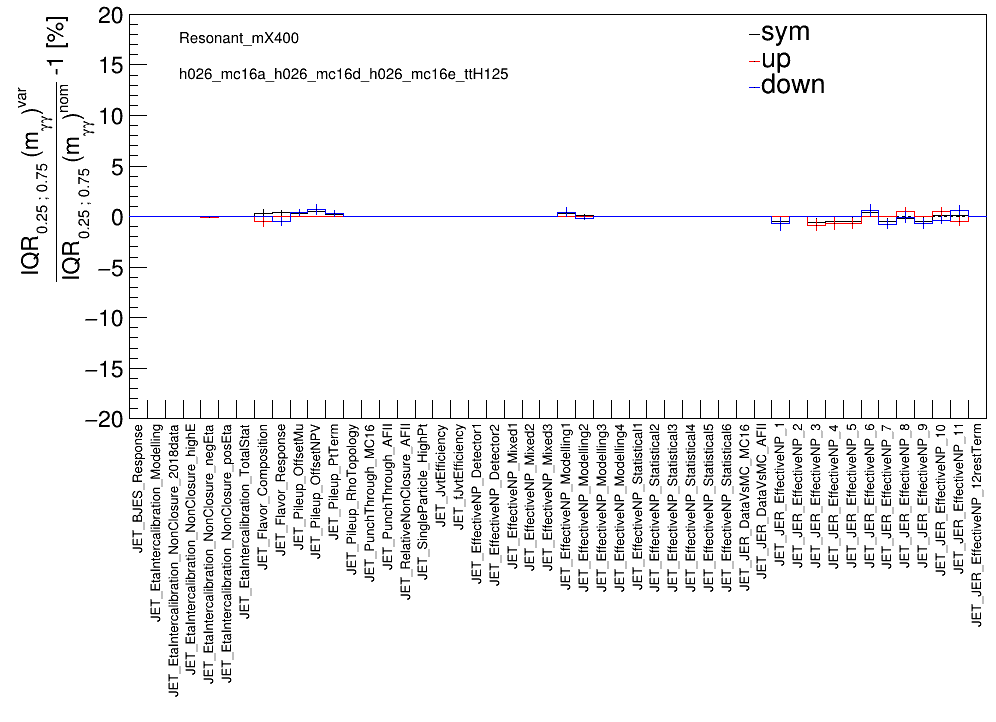 IQR0.25 ; 0.75 (mγγ)var
IQR0.25 ; 0.75 (mγγ)nom
-1 [%]
20
15
10
5
0
−5
−10
−15
−20
Resonant_mX400
h026_mc16a_h026_mc16d_h026_mc16e_ttH125
sym
up
down
JET_BJES_Response
JET_EtaIntercalibration_Modelling
JET_EtaIntercalibration_NonClosure_2018data
JET_EtaIntercalibration_NonClosure_highE
JET_EtaIntercalibration_NonClosure_negEta
JET_EtaIntercalibration_NonClosure_posEta
JET_EtaIntercalibration_TotalStat
JET_Flavor_Composition
JET_Flavor_Response
JET_Pileup_OffsetMu
JET_Pileup_OffsetNPV
JET_Pileup_PtTerm
JET_Pileup_RhoTopology
JET_PunchThrough_MC16
JET_PunchThrough_AFII
JET_RelativeNonClosure_AFII
JET_SingleParticle_HighPt
JET_JvtEfficiency
JET_fJvtEfficiency
JET_EffectiveNP_Detector1
JET_EffectiveNP_Detector2
JET_EffectiveNP_Mixed1
JET_EffectiveNP_Mixed2
JET_EffectiveNP_Mixed3
JET_EffectiveNP_Modelling1
JET_EffectiveNP_Modelling2
JET_EffectiveNP_Modelling3
JET_EffectiveNP_Modelling4
JET_EffectiveNP_Statistical1
JET_EffectiveNP_Statistical2
JET_EffectiveNP_Statistical3
JET_EffectiveNP_Statistical4
JET_EffectiveNP_Statistical5
JET_EffectiveNP_Statistical6
JET_JER_DataVsMC_MC16
JET_JER_DataVsMC_AFII
JET_JER_EffectiveNP_1
JET_JER_EffectiveNP_2
JET_JER_EffectiveNP_3
JET_JER_EffectiveNP_4
JET_JER_EffectiveNP_5
JET_JER_EffectiveNP_6
JET_JER_EffectiveNP_7
JET_JER_EffectiveNP_8
JET_JER_EffectiveNP_9
JET_JER_EffectiveNP_10
JET_JER_EffectiveNP_11
JET_JER_EffectiveNP_12restTerm